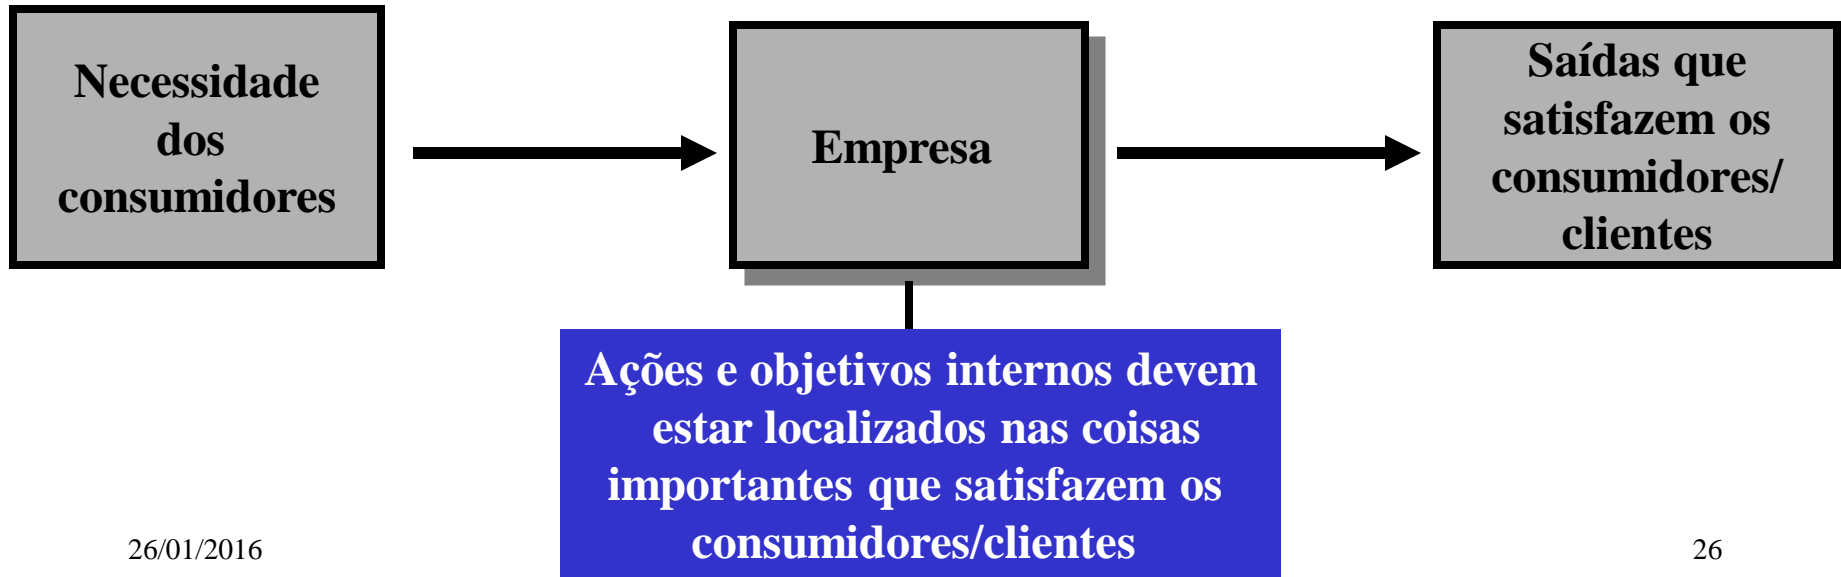 Necessidade
dos
consumidores
Empresa
Saídas que
satisfazem os
consumidores/
clientes
Ações e objetivos internos devem
estar localizados nas coisas
importantes que satisfazem os
consumidores/clientes
26/01/2016
26